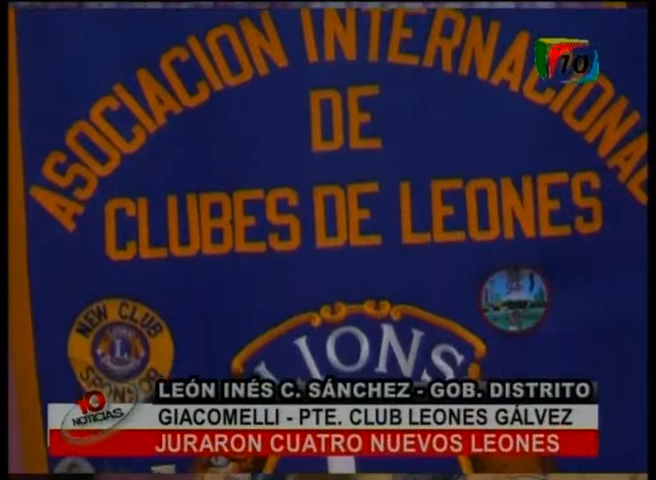 ASOCIACION INTERNACIONAL
10
DE
CLUBES DE LEONES
NEW CLUB
L
SPONSOR
LIONS
LEÓN INÉS C. SÁNCHEZ - GOB. DISTRITO
10
NOTICIAS
GIACOMELLI - PTE. CLUB LEONES GÁLVEZ
JURARON CUATRO NUEVOS LEONES